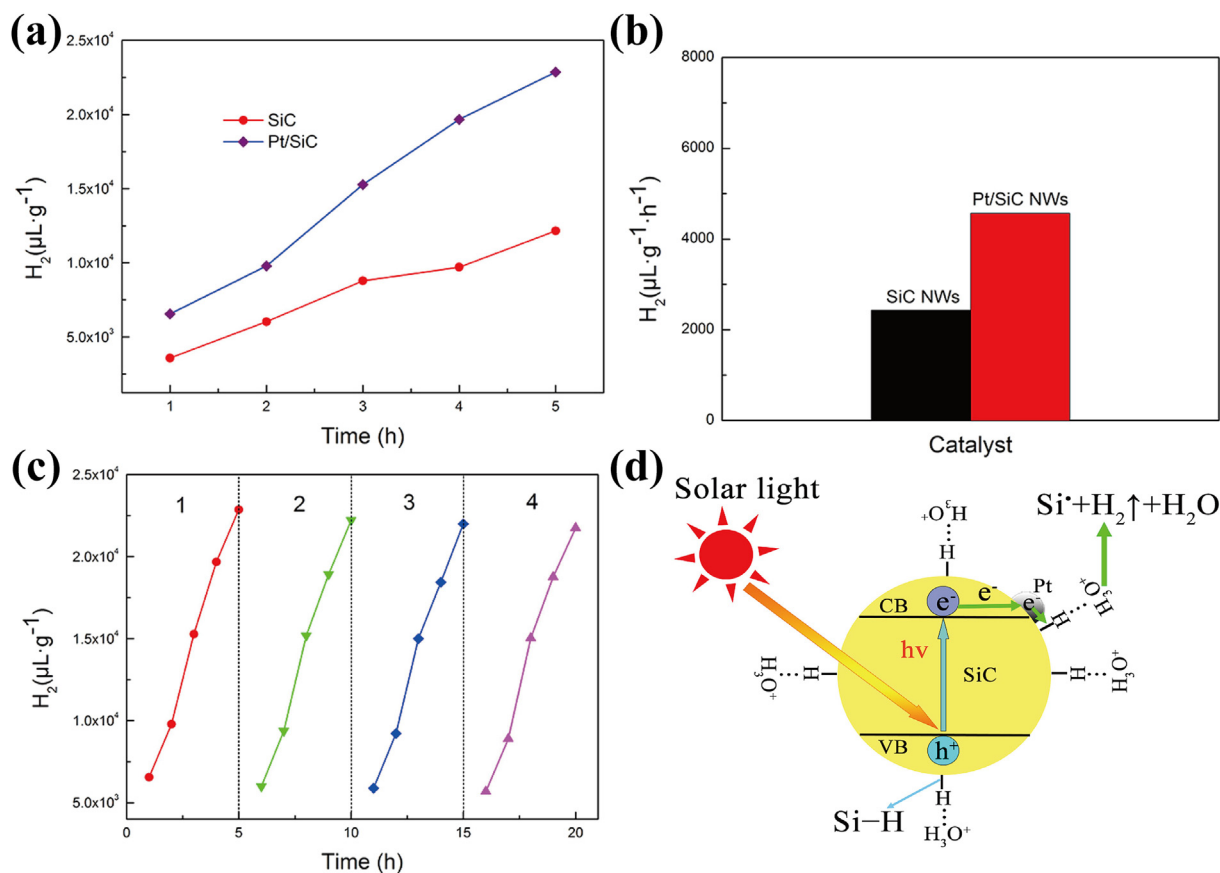 (a)
2.5x10⁴
2.0x10⁴
1.5x10⁴
1.0x10⁴
5.0x10³
H₂(μL·g⁻¹)
SiC
Pt/SiC
1 2 3 4 5
Time (h)
(b)
8000
6000
4000
2000
0
H₂(μL·g⁻¹·h⁻¹)
SiC NWs
Pt/SiC NWs
Catalyst
(c)
2.5x10⁴
2.0x10⁴
1.5x10⁴
1.0x10⁴
5.0x10³
H₂(μL·g⁻¹)
1 2 3 4
0 5 10 15 20
Time (h)
(d)
Solar light
Si·+H₂↑+H₂O
H₃O⁺
H
CB
e⁻
e⁻
e⁻
Pt
H
H₃O⁺
hv
SiC
H₃O⁺
H
H
H₃O⁺
VB
h⁺
H
Si–H
H₃O⁺